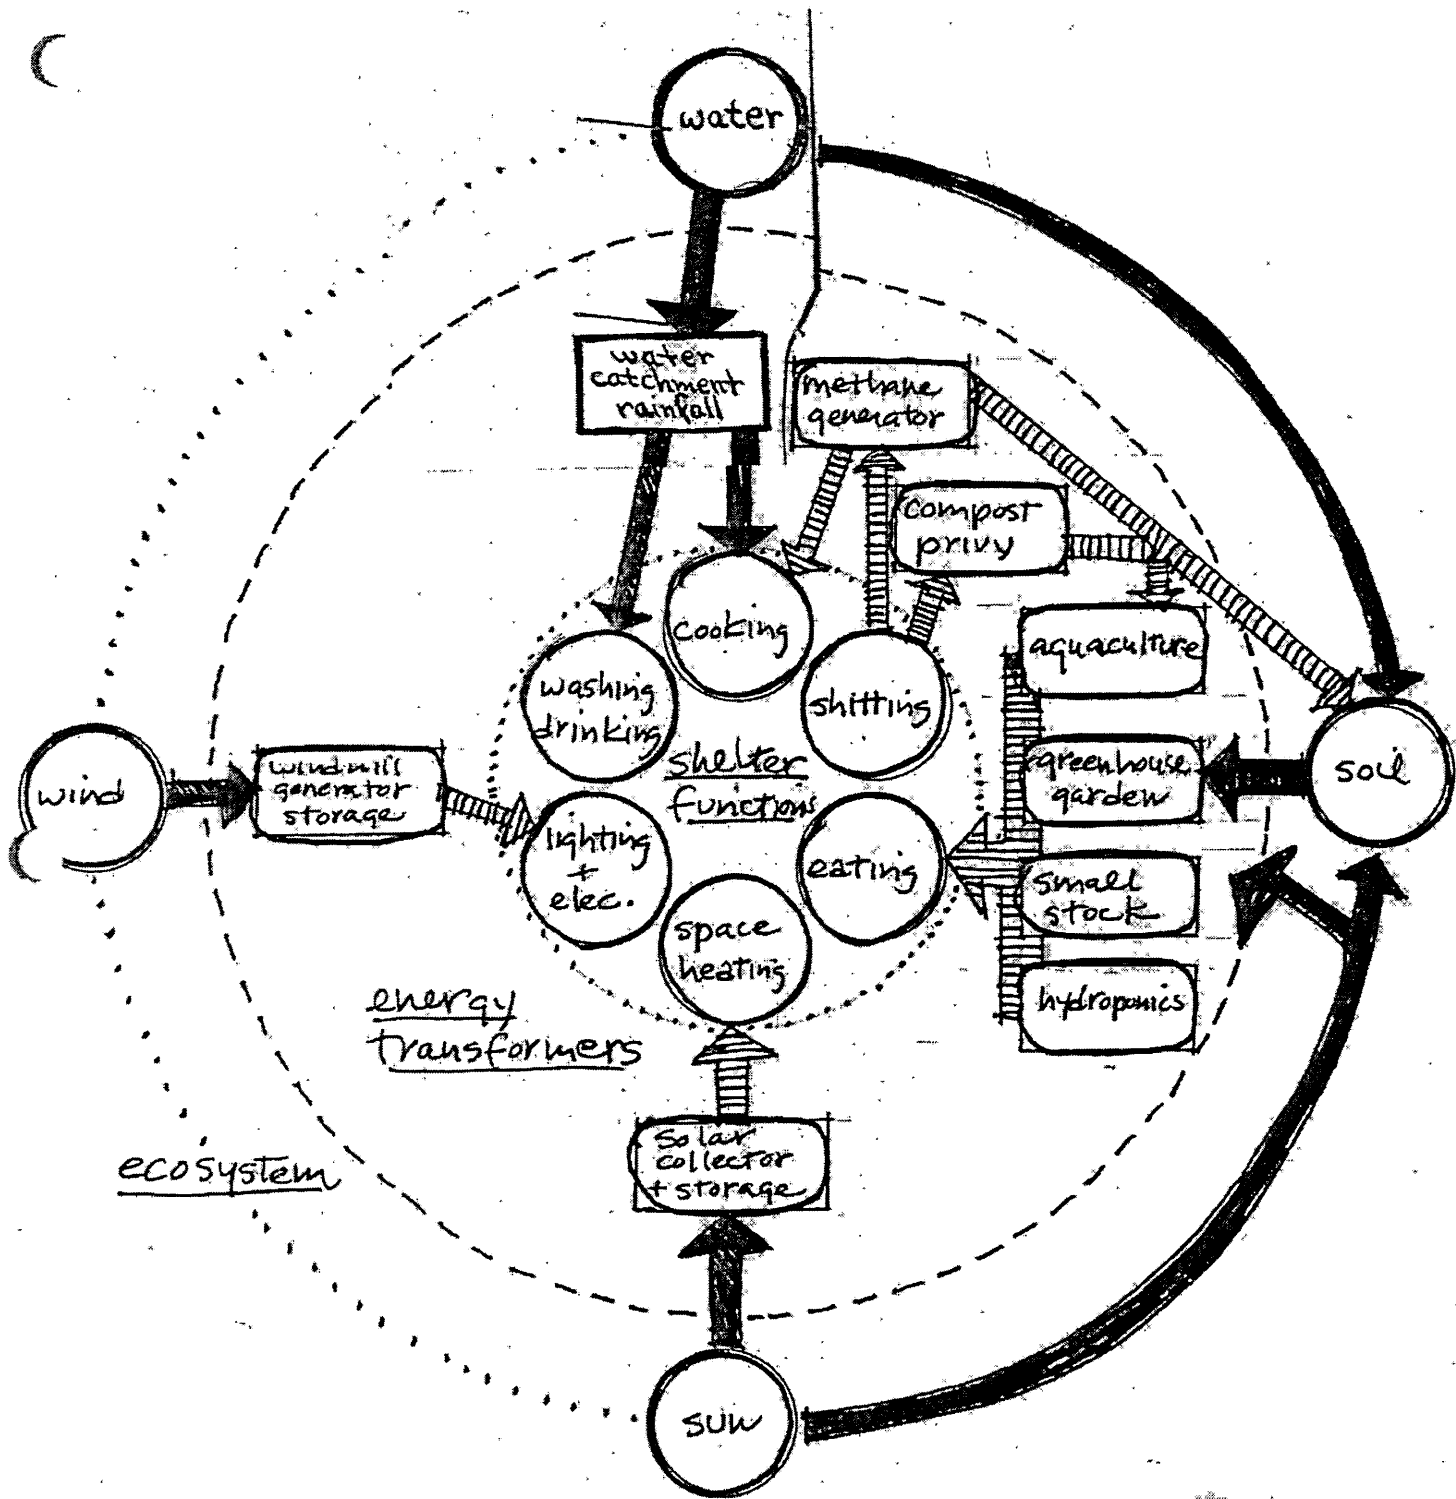 water
water
catchment
rainfall
methane
generator
compost
privy
cooking
aquaculture
washing
drinking
shitting
shelter
functions
greenhouse
garden
soil
wind
windmill
generator
storage
lighting
+
elec.
eating
small
stock
space
heating
hydroponics
energy
transformers
solar
collector
+ storage
ecosystem
sun